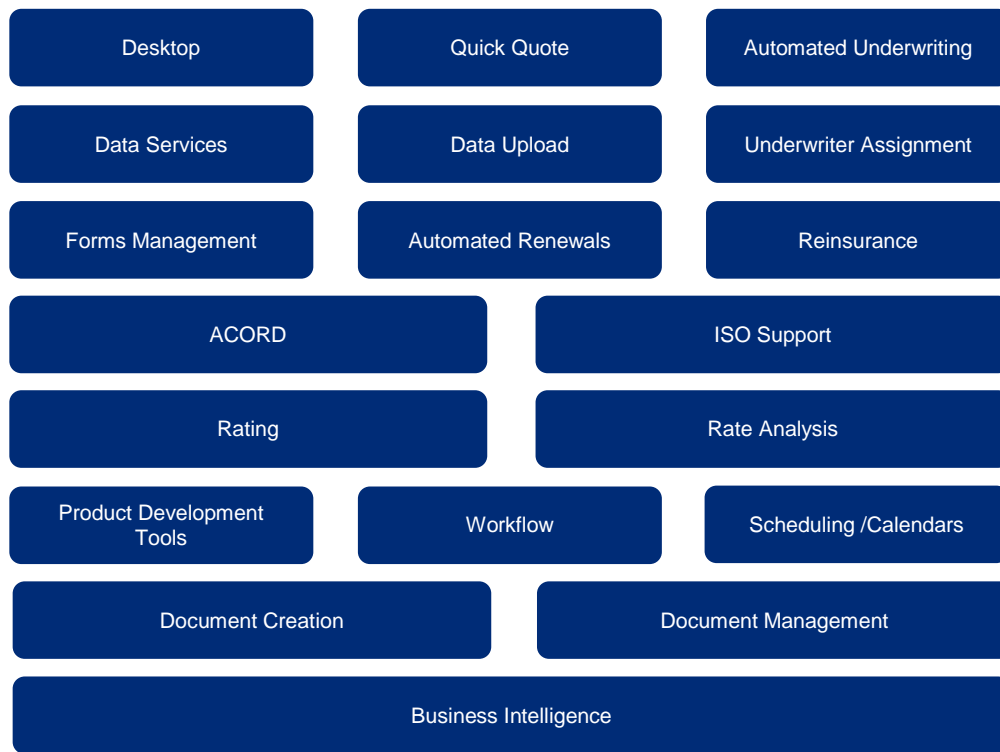 Desktop
Quick Quote
Automated Underwriting
Data Services
Data Upload
Underwriter Assignment
Forms Management
Automated Renewals
Reinsurance
ACORD
ISO Support
Rating
Rate Analysis
Product Development
Tools
Workflow
Scheduling /Calendars
Document Creation
Document Management
Business Intelligence